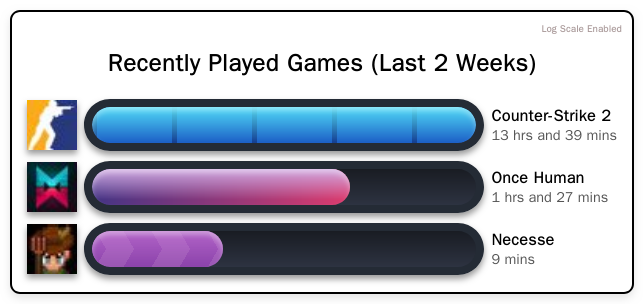 Log Scale Enabled
Recently Played Games (Last 2 Weeks)
Counter-Strike 2
13 hrs and 39 mins
Once Human
1 hrs and 27 mins
Necesse
9 mins